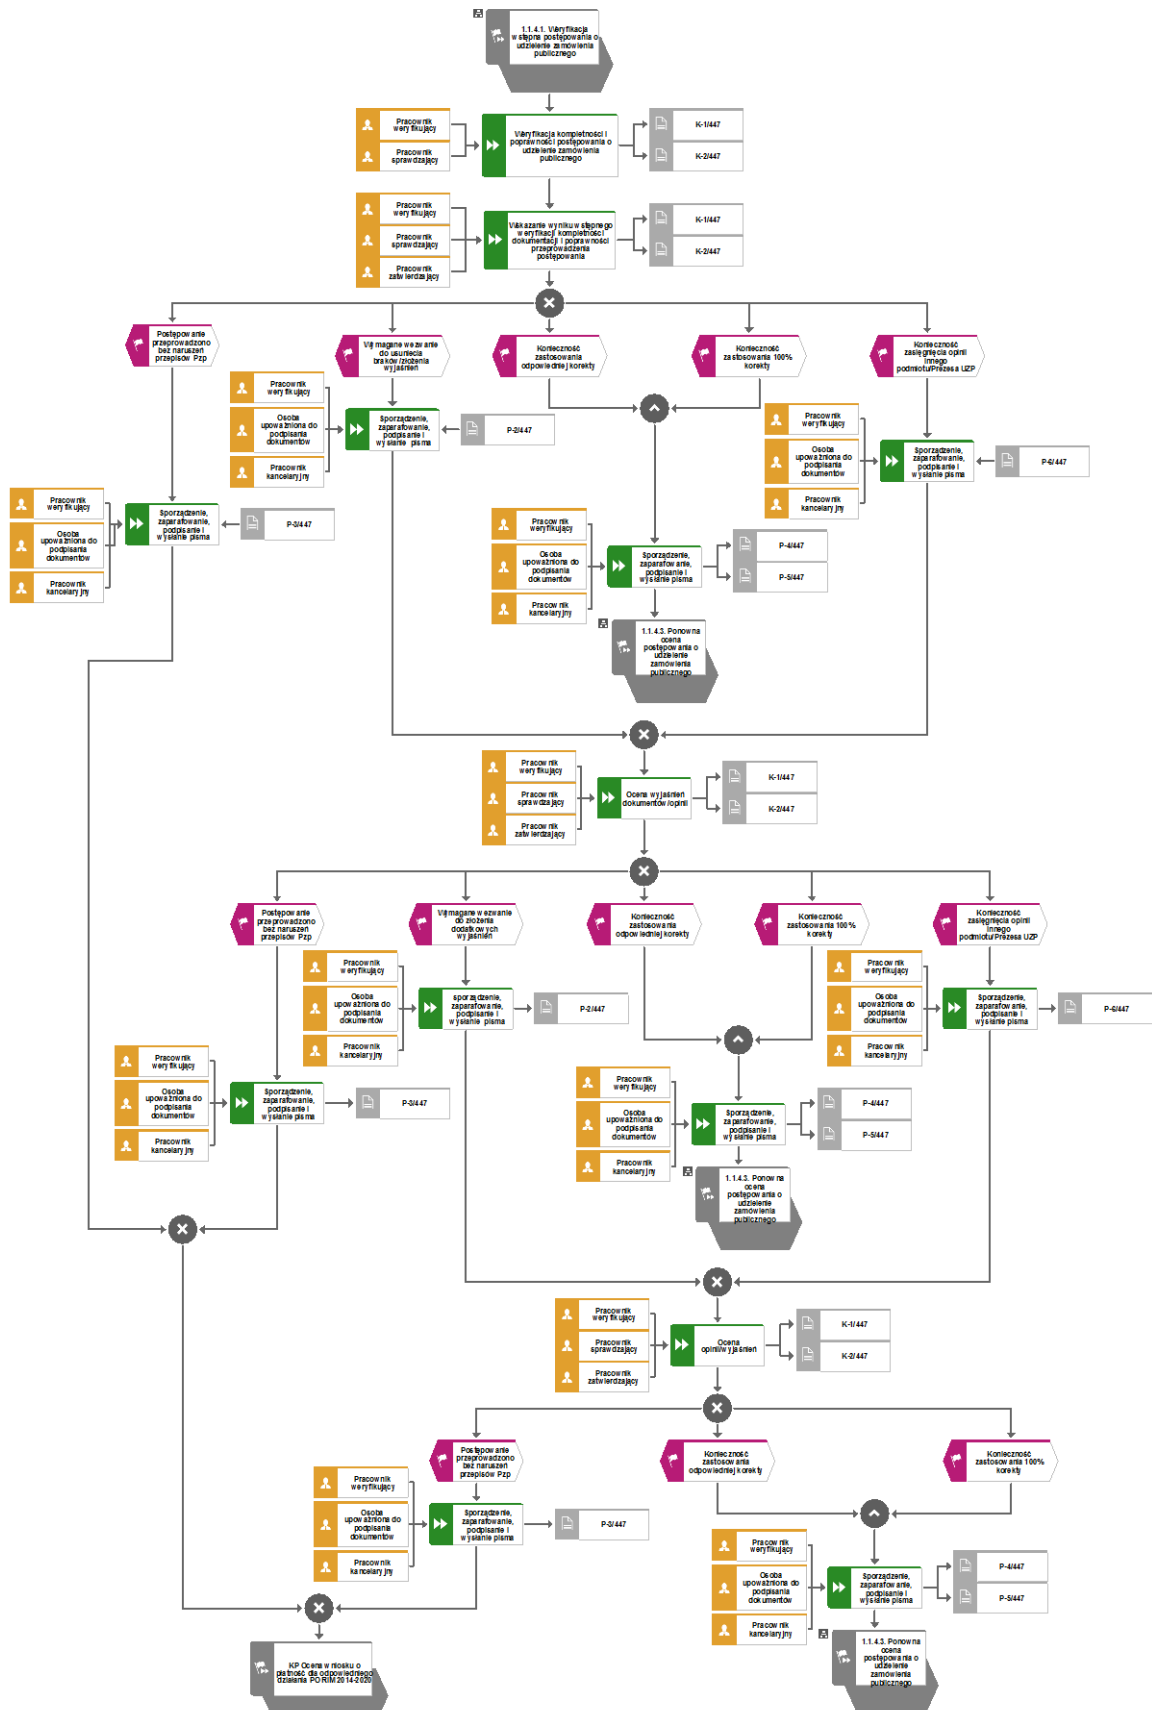 1.1.4.1. Weryfikacja
wstępna postępowania o
udzielenie zamówienia
publicznego
Pracownik
weryfikujący
Pracownik
sprawdzający
Weryfikacja kompletności i
poprawności postępowania o
udzielenie zamówienia
publicznego
K-1/447
K-2/447
Pracownik
weryfikujący
Pracownik
sprawdzający
Pracownik
zatwierdzający
Wskazanie wyniku wstępnego
weryfikacji kompletności
dokumentacji i poprawności
przeprowadzenia
postępowania
K-1/447
K-2/447
Postępowanie
przeprowadzono
bez naruszeń
przepisów Pzp
Wymagane wezwanie
do usunięcia
braków/złożenia
wyjaśnień
Konieczność
zastosowania
odpowiedniej korekty
Konieczność
zastosowania 100%
korekty
Konieczność
zasięgnięcia opinii
innego
podmiotu/Prezesa UZP
Pracownik
weryfikujący
Osoba
upoważniona do
podpisania
dokumentów
Pracownik
kancelaryjny
Sporządzenie,
zaparafowanie,
podpisanie i
wysłanie pisma
P-2/447
Pracownik
weryfikujący
Osoba
upoważniona do
podpisania
dokumentów
Pracownik
kancelaryjny
Sporządzenie,
zaparafowanie,
podpisanie i
wysłanie pisma
P-6/447
Pracownik
weryfikujący
Osoba
upoważniona do
podpisania
dokumentów
Pracownik
kancelaryjny
Sporządzenie,
zaparafowanie,
podpisanie i
wysłanie pisma
P-3/447
Pracownik
weryfikujący
Osoba
upoważniona do
podpisania
dokumentów
Pracownik
kancelaryjny
Sporządzenie,
zaparafowanie,
podpisanie i
wysłanie pisma
P-4/447
P-5/447
1.1.4.3. Ponowna
ocena
postępowania o
udzielenie
zamówienia
publicznego
Pracownik
weryfikujący
Pracownik
sprawdzający
Pracownik
zatwierdzający
Ocena wyjaśnień
dokumentów/opinii
K-1/447
K-2/447
Postępowanie
przeprowadzono
bez naruszeń
przepisów Pzp
Wymagane wezwanie
do złożenia
dodatkowych
wyjaśnień
Konieczność
zastosowania
odpowiedniej korekty
Konieczność
zastosowania 100%
korekty
Konieczność
zasięgnięcia opinii
innego
podmiotu/Prezesa UZP
Pracownik
weryfikujący
Osoba
upoważniona do
podpisania
dokumentów
Pracownik
kancelaryjny
sporządzenie,
zaparafowanie,
podpisanie i
wysłanie pisma
P-2/447
Pracownik
weryfikujący
Osoba
upoważniona do
podpisania
dokumentów
Pracownik
kancelaryjny
Sporządzenie,
zaparafowanie,
podpisanie i
wysłanie pisma
P-6/447
Pracownik
weryfikujący
Osoba
upoważniona do
podpisania
dokumentów
Pracownik
kancelaryjny
Sporządzenie,
zaparafowanie,
podpisanie i
wysłanie pisma
P-3/447
Pracownik
weryfikujący
Osoba
upoważniona do
podpisania
dokumentów
Pracownik
kancelaryjny
Sporządzenie,
zaparafowanie,
podpisanie i
wysłanie pisma
P-4/447
P-5/447
1.1.4.3. Ponowna
ocena
postępowania o
udzielenie
zamówienia
publicznego
Pracownik
weryfikujący
Pracownik
sprawdzający
Pracownik
zatwierdzający
Ocena
opinii/wyjaśnień
K-1/447
K-2/447
Postępowanie
przeprowadzono
bez naruszeń
przepisów Pzp
Konieczność
zastosowania
odpowiedniej korekty
Konieczność
zastosowania 100%
korekty
Pracownik
weryfikujący
Osoba
upoważniona do
podpisania
dokumentów
Pracownik
kancelaryjny
Sporządzenie,
zaparafowanie,
podpisanie i
wysłanie pisma
P-3/447
Pracownik
weryfikujący
Osoba
upoważniona do
podpisania
dokumentów
Pracownik
kancelaryjny
Sporządzenie,
zaparafowanie,
podpisanie i
wysłanie pisma
P-4/447
P-5/447
KP Ocena wniosku o
płatność dla odpowiedniego
działania PO RIM 2014-2020
1.1.4.3. Ponowna
ocena
postępowania o
udzielenie
zamówienia
publicznego